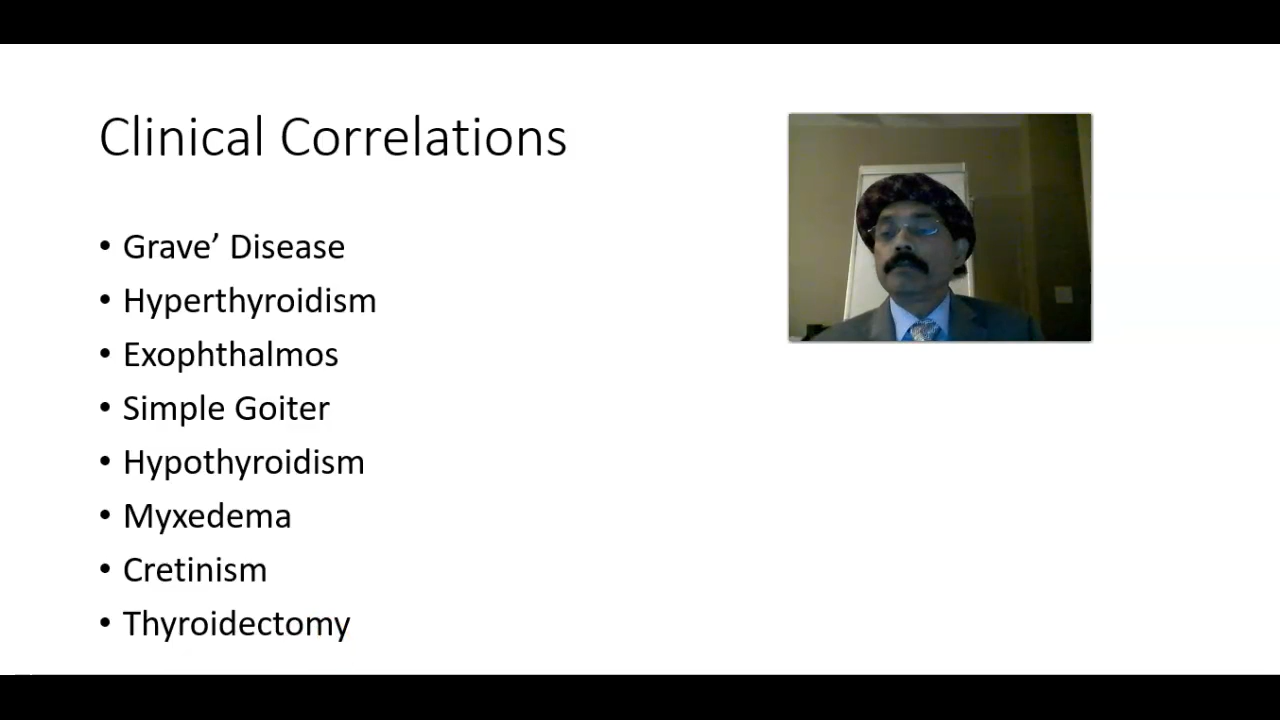 Clinical Correlations
• Grave’ Disease
• Hyperthyroidism
• Exophthalmos
• Simple Goiter
• Hypothyroidism
• Myxedema
• Cretinism
• Thyroidectomy